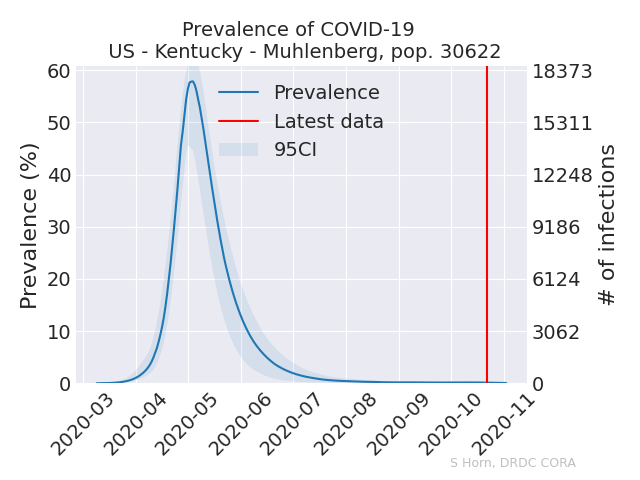 Prevalence of COVID-19
US - Kentucky - Muhlenberg, pop. 30622
Prevalence (%)
60
50
40
30
20
10
0
Prevalence
Latest data
95CI
18373
15311
12248
9186
6124
3062
0
# of infections
2020-03
2020-04
2020-05
2020-06
2020-07
2020-08
2020-09
2020-10
2020-11
S Horn, DRDC CORA